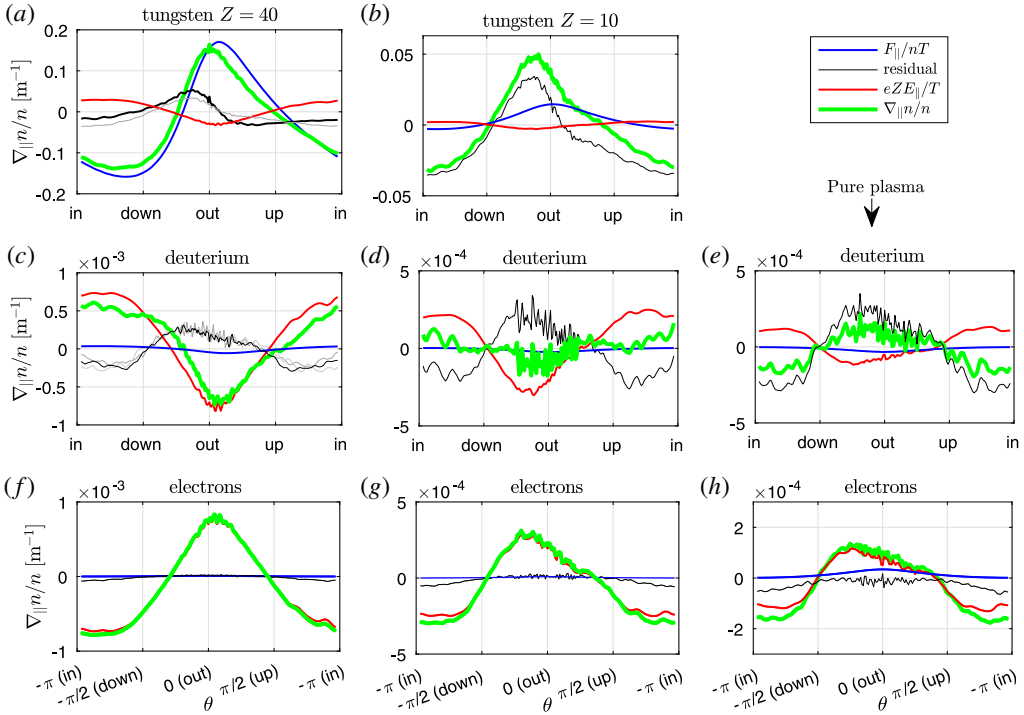 (a) tungsten Z = 40
∇∥n/n [m⁻¹]
0.2
0.1
0
-0.1
-0.2
in down out up in
(b) tungsten Z = 10
0.05
0
-0.05
in down out up in
F∥/nT
residual
eZE∥/T
∇∥n/n
Pure plasma
(c) ×10⁻³ deuterium
∇∥n/n [m⁻¹]
1
0.5
0
-0.5
-1
in down out up in
(d) ×10⁻⁴ deuterium
5
0
-5
in down out up in
(e) ×10⁻⁴ deuterium
5
0
-5
in down out up in
(f) ×10⁻³ electrons
∇∥n/n [m⁻¹]
1
0
-1
-π (in) -π/2 (down) 0 (out) π/2 (up) -π (in)
θ
(g) ×10⁻⁴ electrons
5
0
-5
-π (in) -π/2 (down) 0 (out) π/2 (up) -π (in)
θ
(h) ×10⁻⁴ electrons
2
0
-2
-π (in) -π/2 (down) 0 (out) π/2 (up) -π (in)
θ